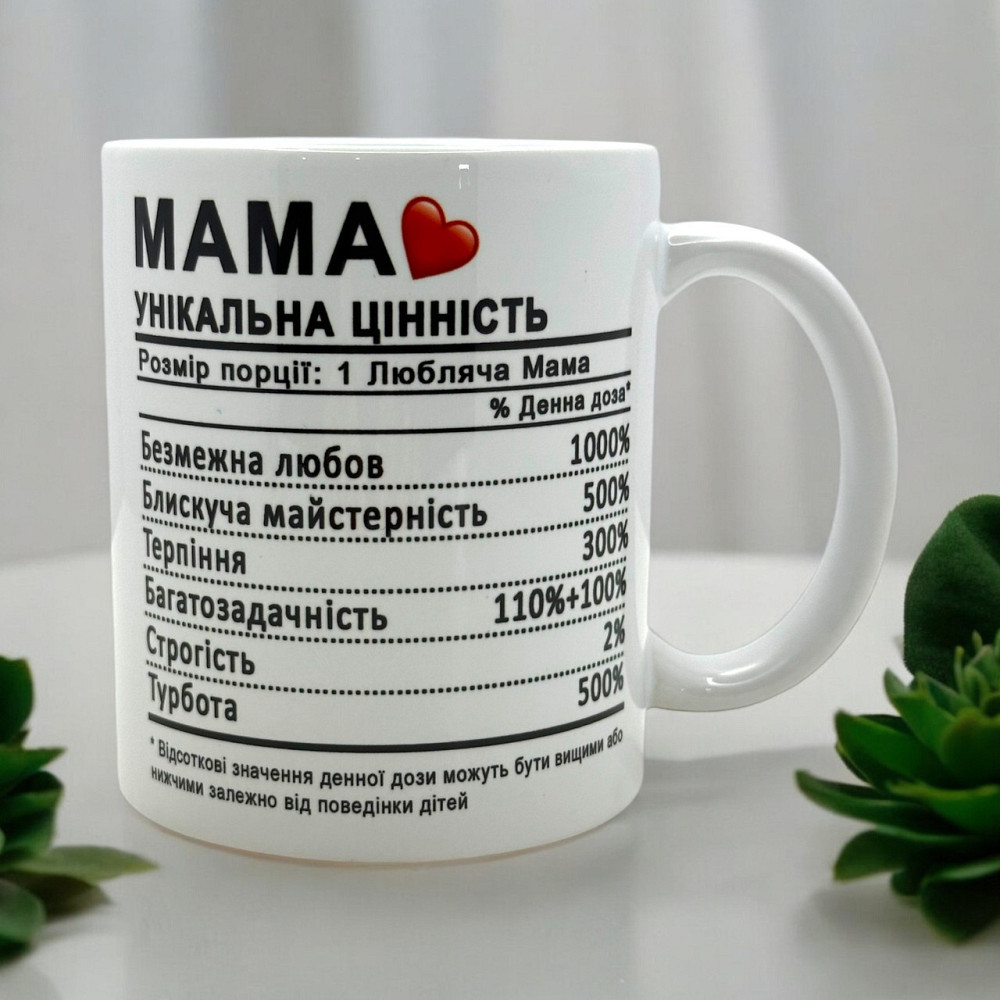 МАМА
УНІКАЛЬНА ЦІННІСТЬ
Розмір порції: 1 Любляча Мама
% Денна доза*
Безмежна любов 1000%
Блискуча майстерність 500%
Терпіння 300%
Багатозадачність 110%+100%
Строгість 2%
Турбота 500%
* Відсоткові значення денної дози можуть бути вищими або
нижчими залежно від поведінки дітей